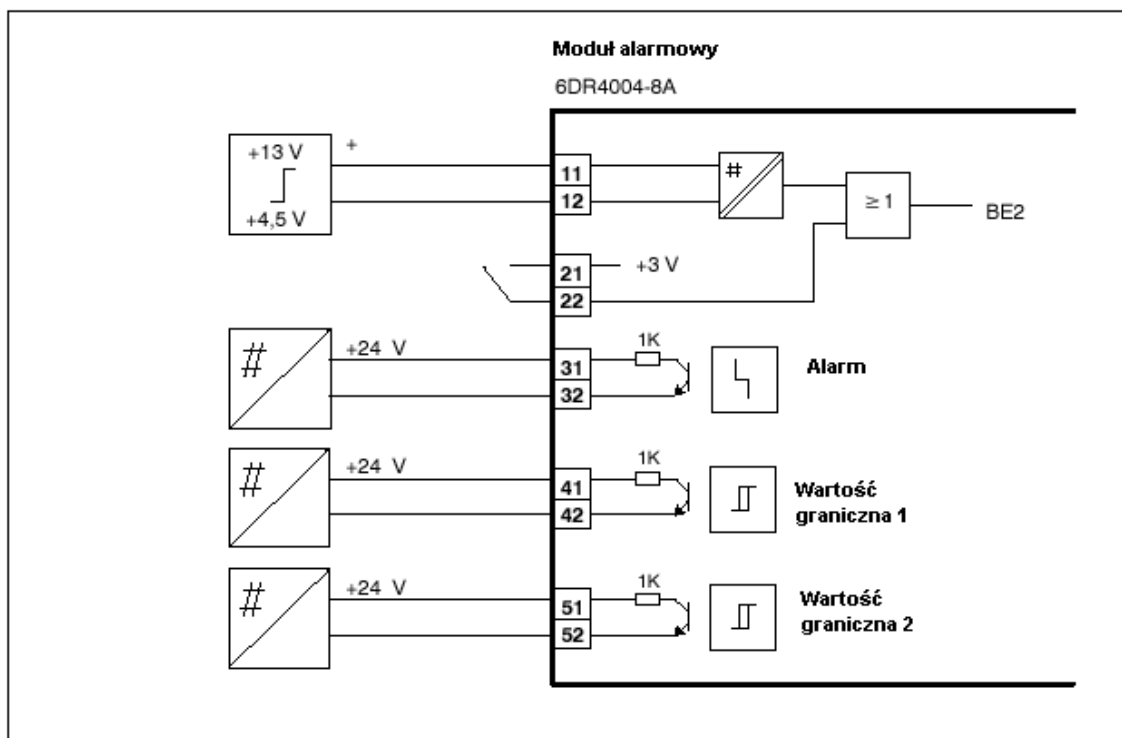 Moduł alarmowy
6DR4004-8A
+13 V
+4,5 V
+
11
12
#
≥ 1
BE2
21
22
+3 V
#
+24 V
31
32
1K
Alarm
#
+24 V
41
42
1K
Wartość
graniczna 1
#
+24 V
51
52
1K
Wartość
graniczna 2